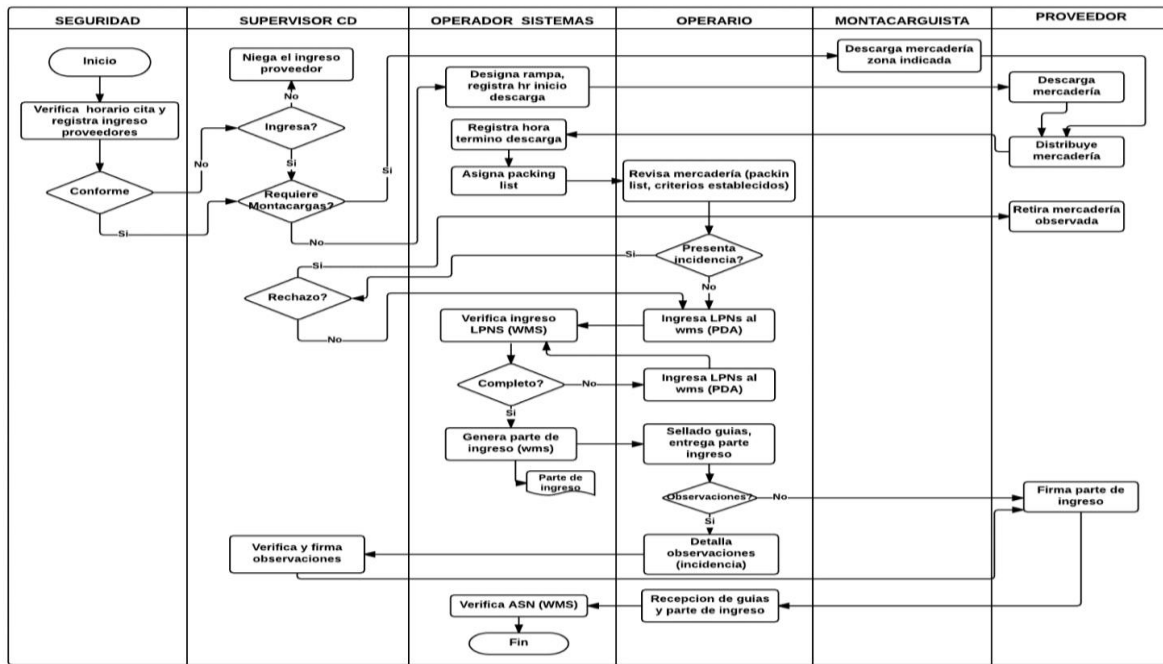 SEGURIDAD
SUPERVISOR CD
OPERADOR SISTEMAS
OPERARIO
MONTACARGUISTA
PROVEEDOR
Inicio
Niega el ingreso
proveedor
Descarga mercadería
zona indicada
Designa rampa,
registra hr inicio
descarga
Descarga
mercadería
No
Verifica horario cita y
registra ingreso
proveedores
Ingresa?
Registra hora
termino descarga
Distribuye
mercadería
No
Si
Si
Conforme
Requiere
Montacargas?
Asigna packing
list
Revisa mercadería (packin
list, criterios establecidos)
Retira mercadería
observada
Si
No
Presenta
incidencia?
Si
Si
Rechazo?
No
Verifica ingreso
LPNS (WMS)
Ingresa LPNs al
wms (PDA)
No
Completo?
No
Ingresa LPNs al
wms (PDA)
Si
Genera parte de
ingreso (wms)
Sellado guias,
entrega parte
ingreso
Parte de
ingreso
Observaciones?
No
Firma parte de
ingreso
Si
Verifica y firma
observaciones
Detalla
observaciones
(incidencia)
Verifica ASN (WMS)
Recepcion de guias
y parte de ingreso
Fin